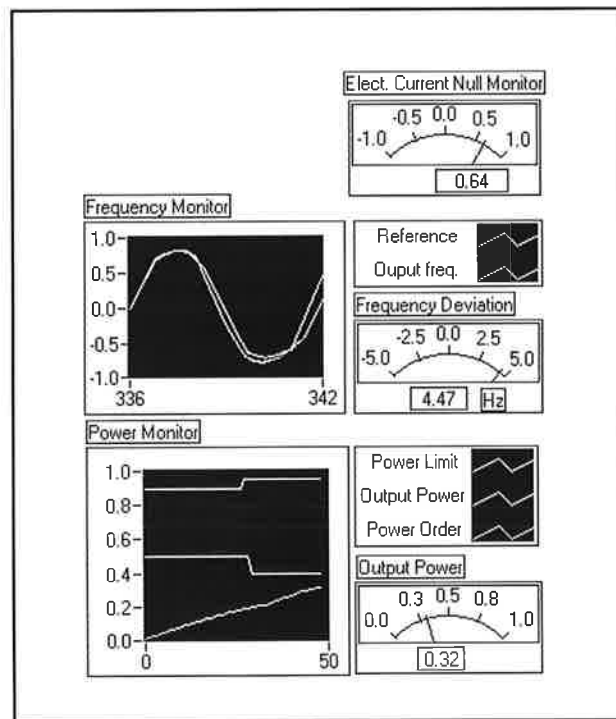 Elect. Current Null Monitor
-1.0 -0.5 0.0 0.5 1.0
0.64
Frequency Monitor
1.0
0.5
0.0
-0.5
-1.0
336 342
Reference
Ouput freq.
Frequency Deviation
-5.0 -2.5 0.0 2.5 5.0
4.47 Hz
Power Monitor
1.0
0.8
0.6
0.4
0.2
0.0
0 50
Power Limit
Output Power
Power Order
Output Power
0.0 0.3 0.5 0.8 1.0
0.32